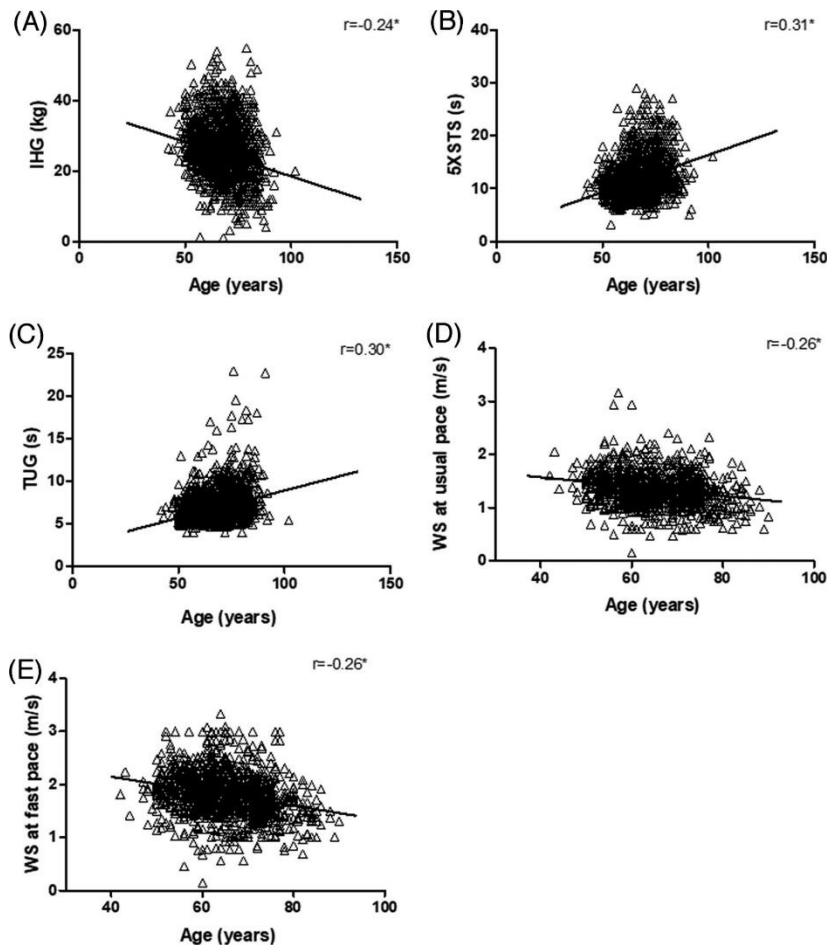 (A)
r=-0.24*
60
40
20
0
IHG (kg)
0 50 100 150
Age (years)
(B)
r=0.31*
40
30
20
10
0
5XSTS (s)
0 50 100 150
Age (years)
(C)
r=0.30*
25
20
15
10
5
0
TUG (s)
0 50 100 150
Age (years)
(D)
r=-0.26*
4
3
2
1
0
WS at usual pace (m/s)
40 60 80 100
Age (years)
(E)
r=-0.26*
4
3
2
1
0
WS at fast pace (m/s)
40 60 80 100
Age (years)